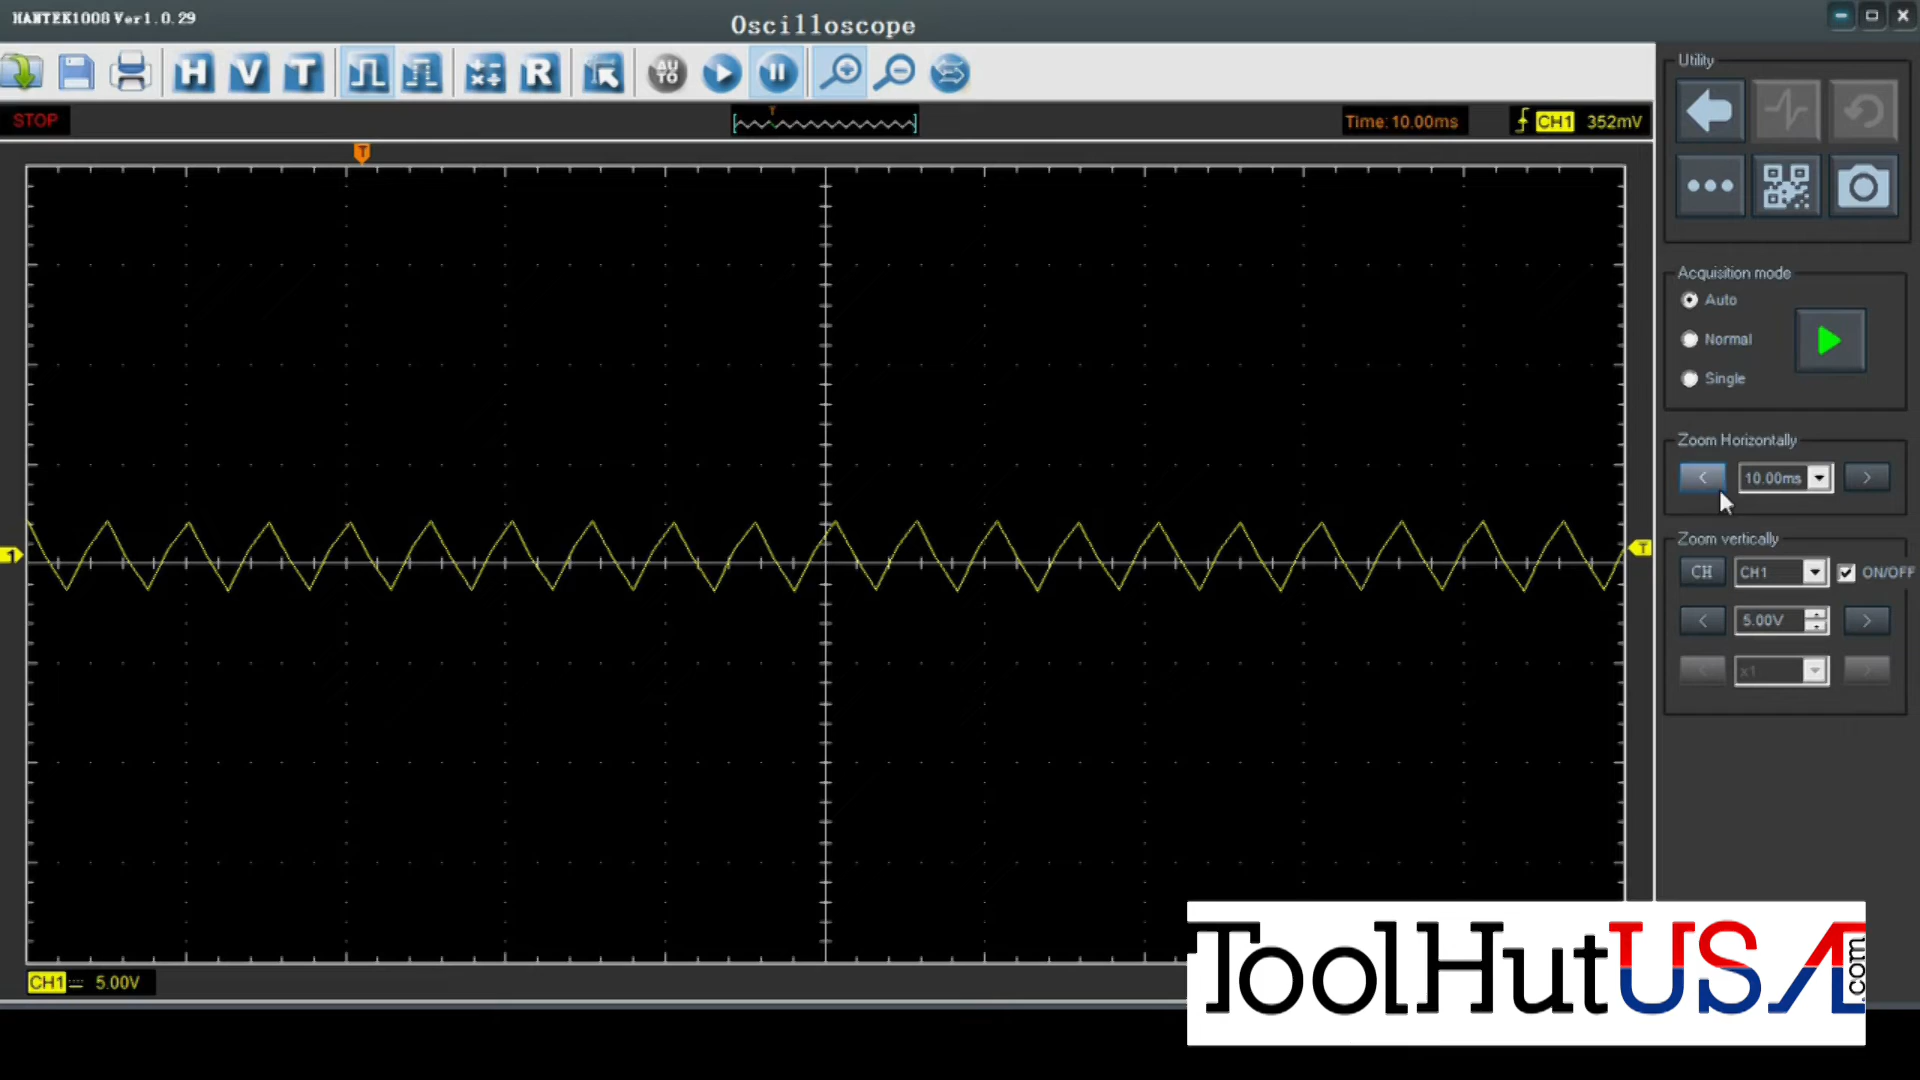 HANTEK1008 Ver1.0.29
Oscilloscope
H V T R AUTO
STOP
T
Time:10.00ms
CH1 352mV
T
1
T
CH1 5.00V
Utility
Acquisition mode
Auto
Normal
Single
Zoom Horizontally
< 10.00ms >
Zoom vertically
CH CH1 ON/OFF
< 5.00V >
< x1 >
ToolHutUSA.com